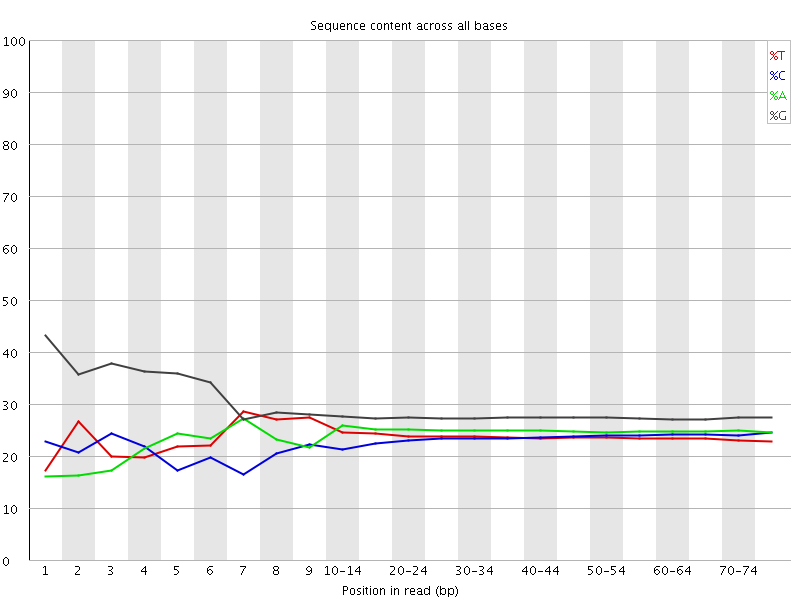 Sequence content across all bases
100
90
80
70
60
50
40
30
20
10
0
%T
%C
%A
%G
1 2 3 4 5 6 7 8 9 10-14 20-24 30-34 40-44 50-54 60-64 70-74
Position in read (bp)